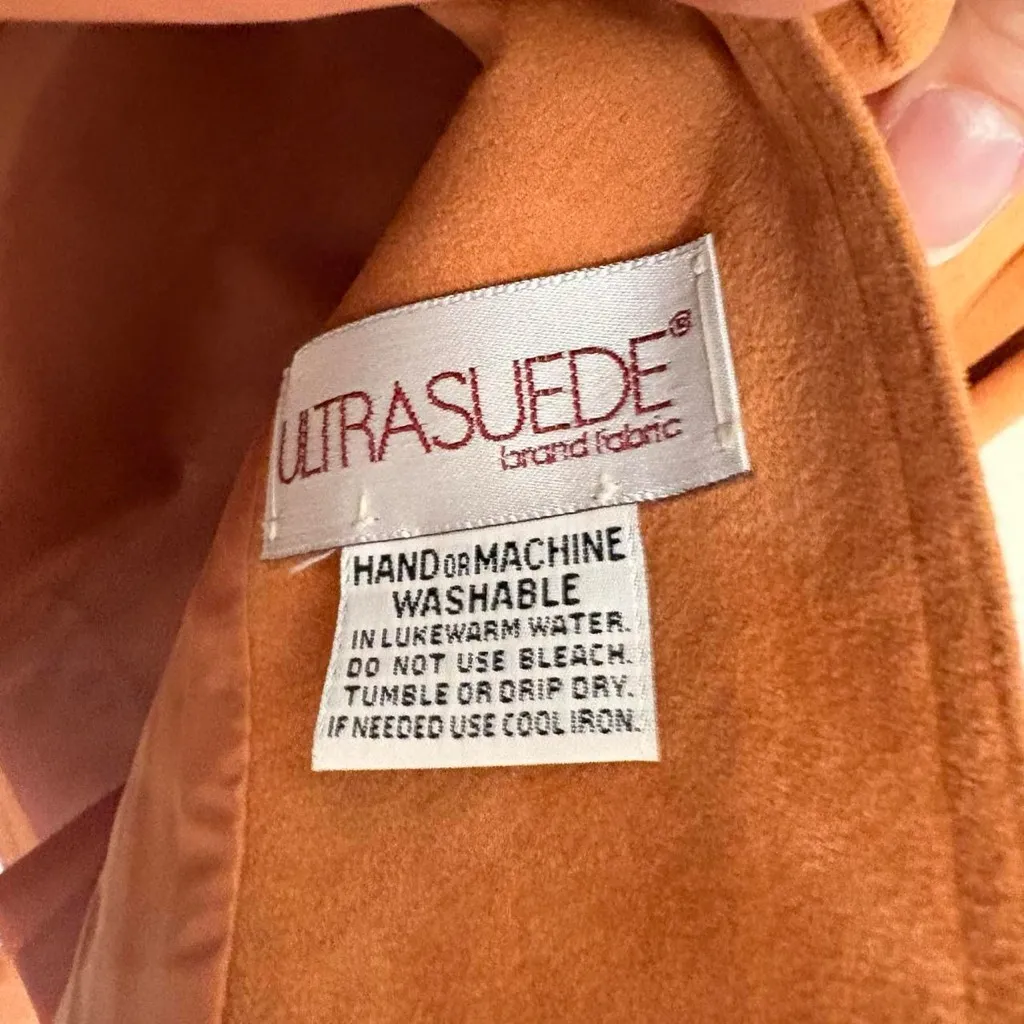 ULTRASUEDE®
brand fabric
HAND OR MACHINE
WASHABLE
IN LUKEWARM WATER.
DO NOT USE BLEACH.
TUMBLE OR DRIP DRY.
IF NEEDED USE COOL IRON.